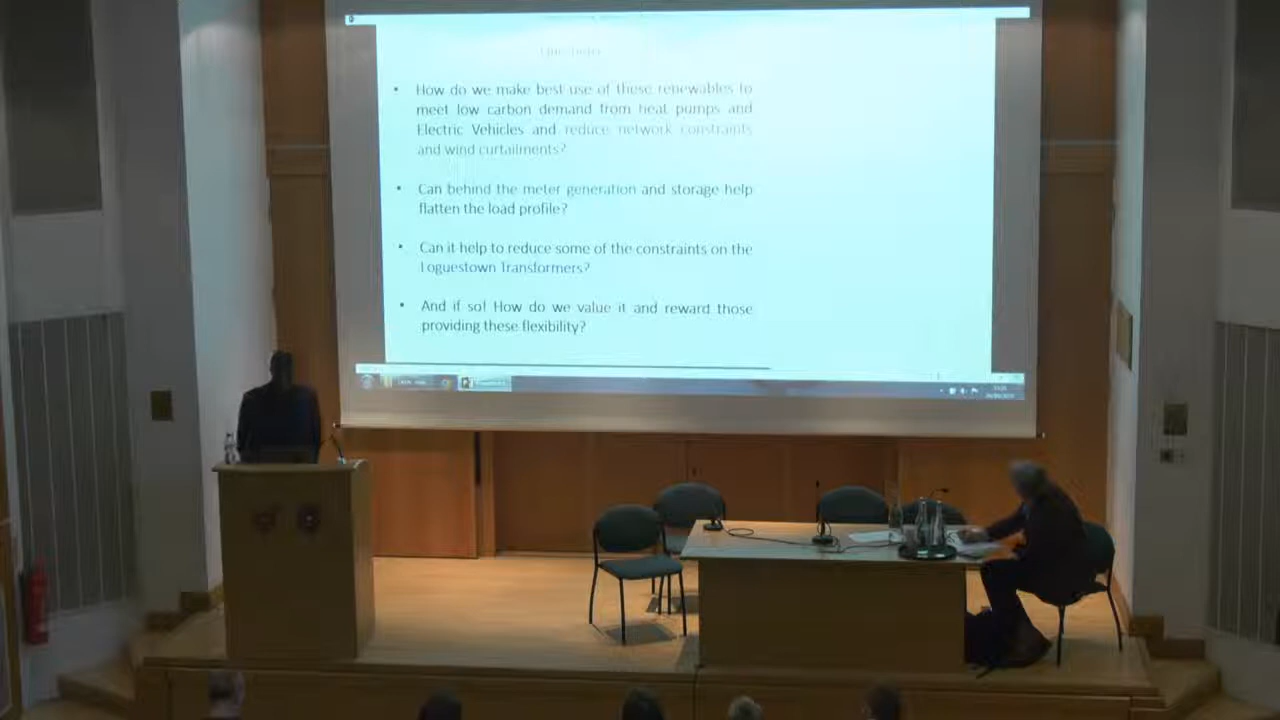 • How do we make best use of these renewables to
meet low carbon demand from heat pumps and
Electric Vehicles and reduce network constraints
and wind curtailments?
• Can behind the meter generation and storage help
flatten the load profile?
• Can it help to reduce some of the constraints on the
Loguestown Transformers?
• And if so! How do we value it and reward those
providing these flexibility?